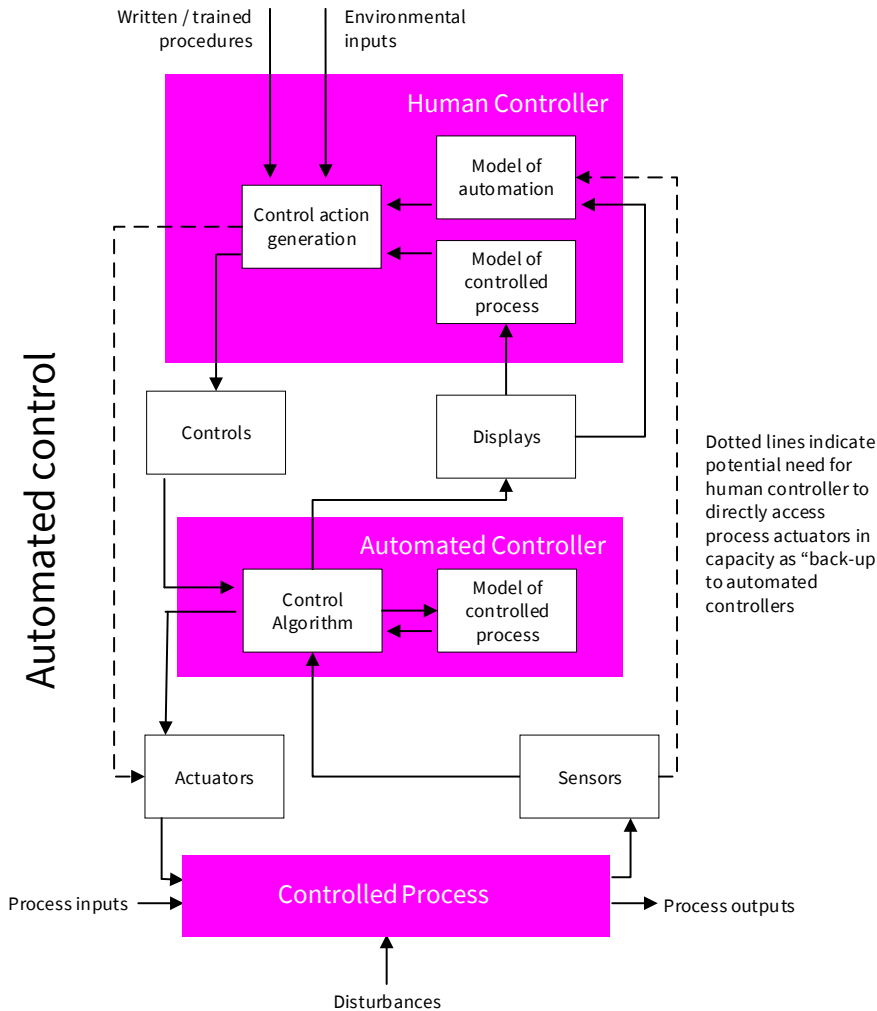 Written / trained
procedures
Environmental
inputs
Human Controller
Model of
automation
Control action
generation
Model of
controlled
process
Automated control
Controls
Displays
Dotted lines indicate
potential need for
human controller to
directly access
process actuators in
capacity as “back-up
to automated
controllers
Automated Controller
Control
Algorithm
Model of
controlled
process
Actuators
Sensors
Controlled Process
Process inputs
Process outputs
Disturbances